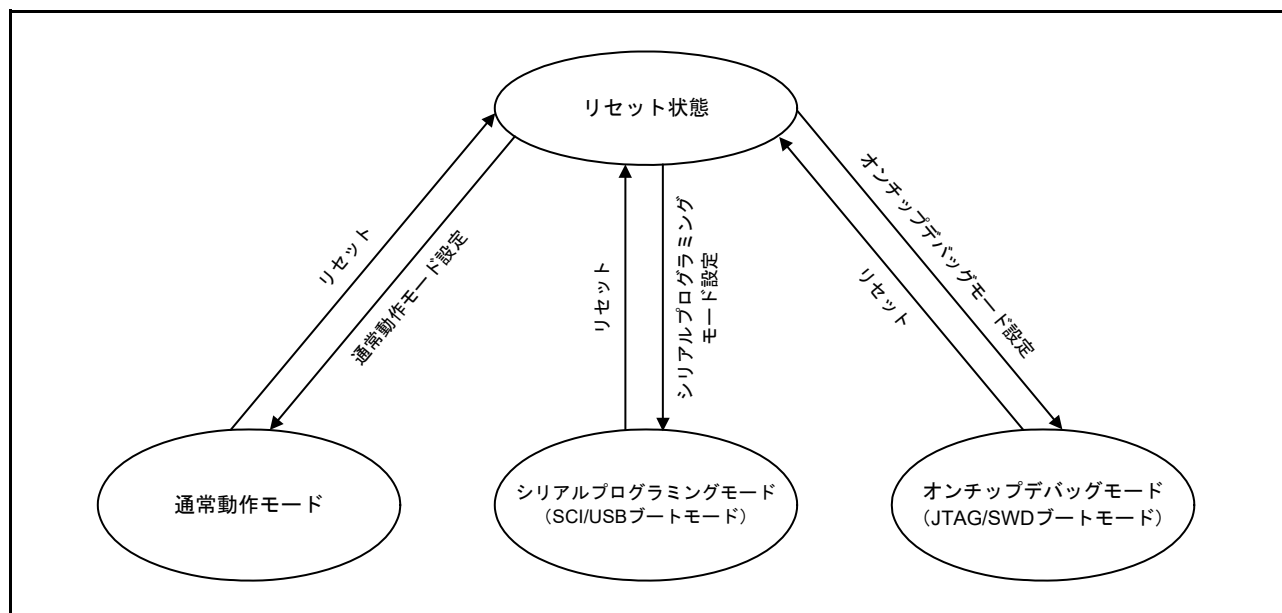 リセット状態
リセット
通常動作モード設定
リセット
シリアルプログラミング
モード設定
オンチップデバッグモード設定
リセット
通常動作モード
シリアルプログラミングモード
（SCI/USBブートモード）
オンチップデバッグモード
（JTAG/SWDブートモード）